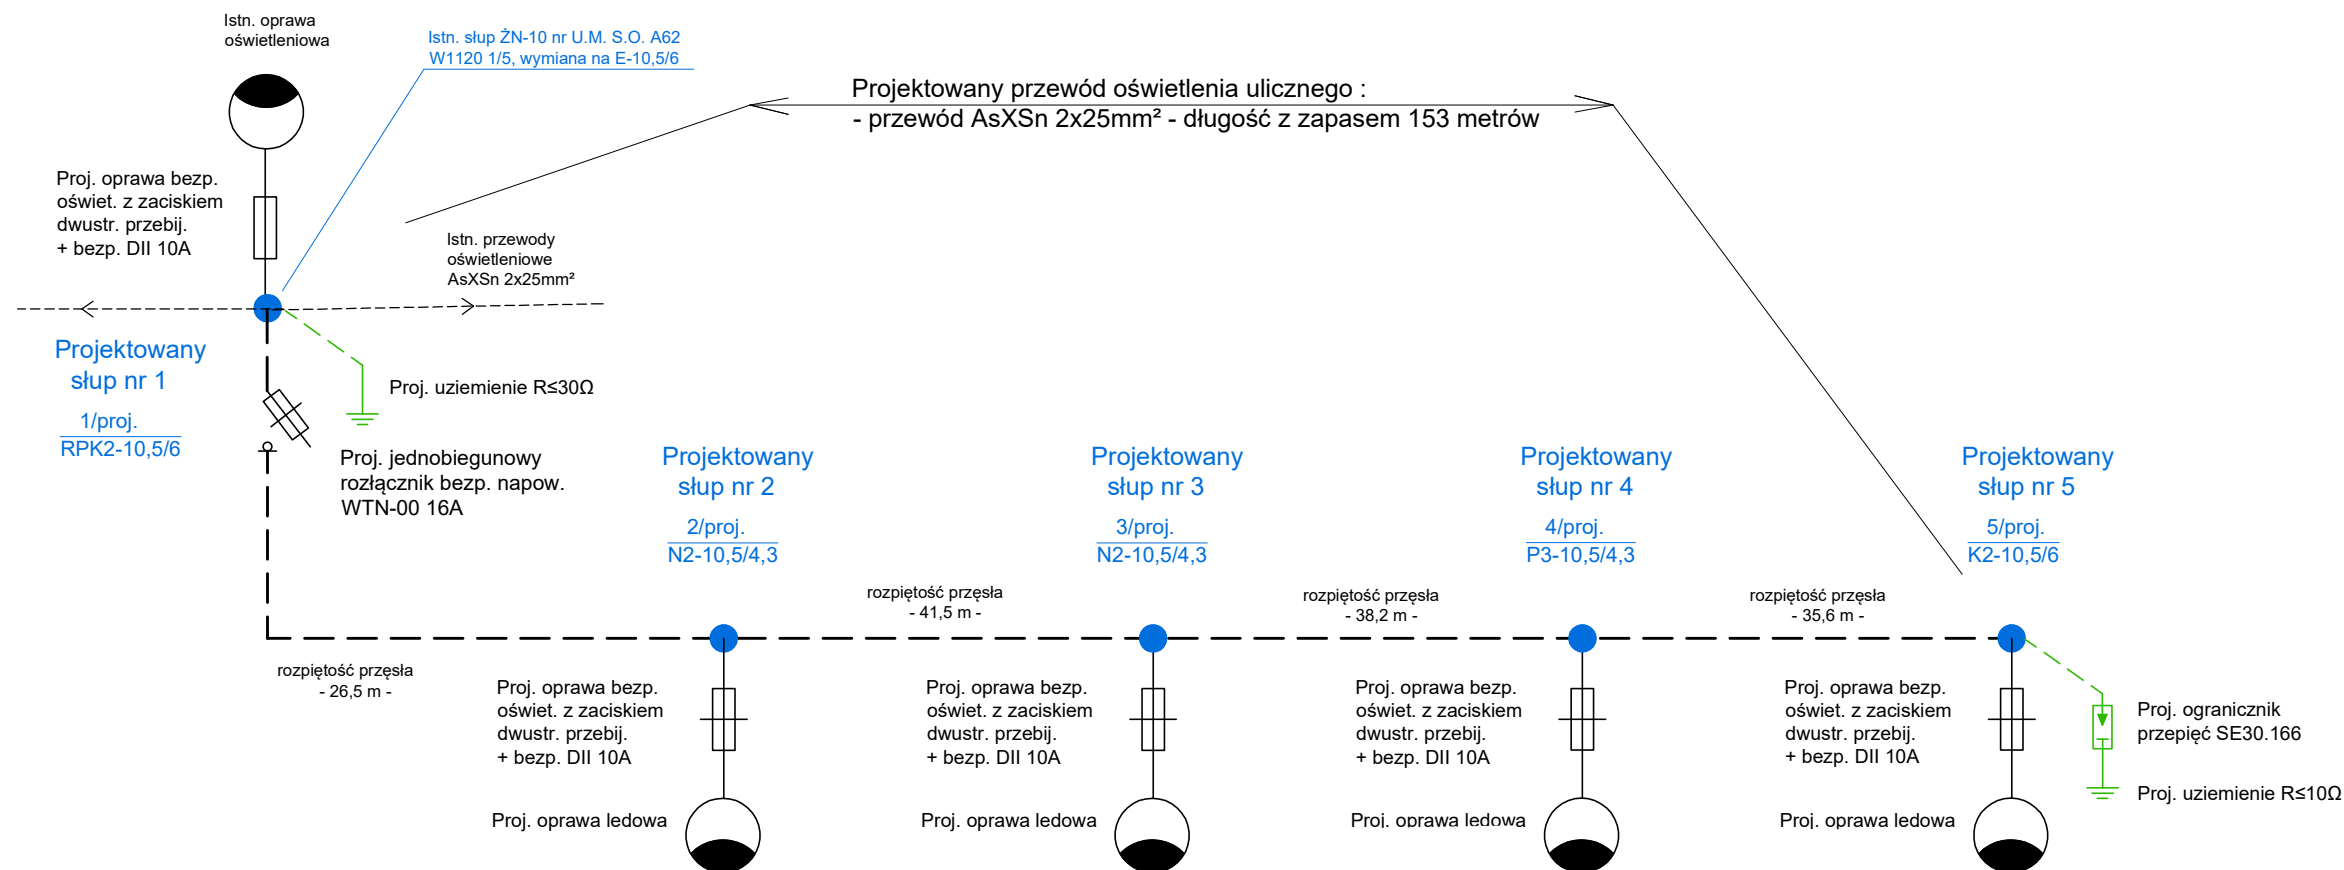 Istn. oprawa
oświetleniowa
Istn. słup ŻN-10 nr U.M. S.O. A62
W1120 1/5, wymiana na E-10,5/6
Projektowany przewód oświetlenia ulicznego :
- przewód AsXSn 2x25mm² - długość z zapasem 153 metrów
Proj. oprawa bezp.
oświet. z zaciskiem
dwustr. przebij.
+ bezp. DII 10A
Istn. przewody
oświetleniowe
AsXSn 2x25mm²
Projektowany
słup nr 1
1/proj.
RPK2-10,5/6
Proj. uziemienie R≤30Ω
Proj. jednobiegunowy
rozłącznik bezp. napow.
WTN-00 16A
Projektowany
słup nr 2
2/proj.
N2-10,5/4,3
Projektowany
słup nr 3
3/proj.
N2-10,5/4,3
Projektowany
słup nr 4
4/proj.
P3-10,5/4,3
Projektowany
słup nr 5
5/proj.
K2-10,5/6
rozpiętość przęsła
- 26,5 m -
rozpiętość przęsła
- 41,5 m -
rozpiętość przęsła
- 38,2 m -
rozpiętość przęsła
- 35,6 m -
Proj. oprawa bezp.
oświet. z zaciskiem
dwustr. przebij.
+ bezp. DII 10A
Proj. oprawa ledowa
Proj. oprawa bezp.
oświet. z zaciskiem
dwustr. przebij.
+ bezp. DII 10A
Proj. oprawa ledowa
Proj. oprawa bezp.
oświet. z zaciskiem
dwustr. przebij.
+ bezp. DII 10A
Proj. oprawa ledowa
Proj. oprawa bezp.
oświet. z zaciskiem
dwustr. przebij.
+ bezp. DII 10A
Proj. oprawa ledowa
Proj. ogranicznik
przepięć SE30.166
Proj. uziemienie R≤10Ω